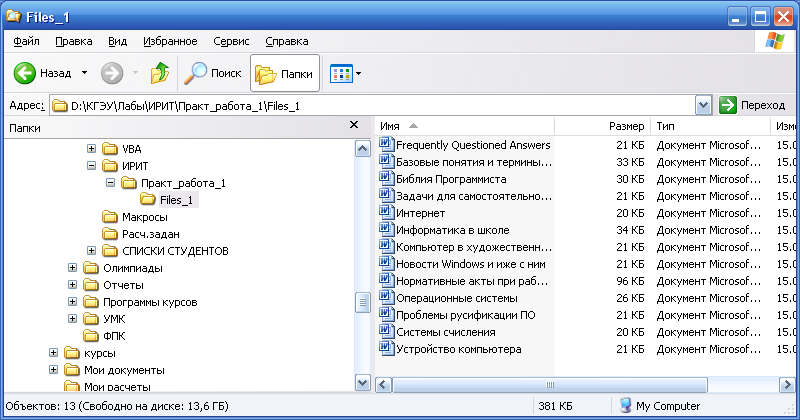 Files_1
Файл Правка Вид Избранное Сервис Справка
Назад Поиск Папки
Адрес: D:\КГЭУ\Лабы\ИРИТ\Практ_работа_1\Files_1 Переход
Папки
VBA
ИРИТ
Практ_работа_1
Files_1
Макросы
Расч.задан
СПИСКИ СТУДЕНТОВ
Олимпиады
Отчеты
Программы курсов
УМК
ФПК
курсы
Мои документы
Мои расчеты
Имя Размер Тип Изме
Frequently Questioned Answers 21 КБ Документ Microsof... 15.0
Базовые понятия и термины... 33 КБ Документ Microsof... 15.0
Библия Программиста 30 КБ Документ Microsof... 15.0
Задачи для самостоятельно... 21 КБ Документ Microsof... 15.0
Интернет 20 КБ Документ Microsof... 15.0
Информатика в школе 34 КБ Документ Microsof... 15.0
Компьютер в художественн... 21 КБ Документ Microsof... 15.0
Новости Windows и иже с ним 21 КБ Документ Microsof... 15.0
Нормативные акты при раб... 96 КБ Документ Microsof... 15.0
Операционные системы 26 КБ Документ Microsof... 15.0
Проблемы русификации ПО 21 КБ Документ Microsof... 15.0
Системы счисления 20 КБ Документ Microsof... 15.0
Устройство компьютера 21 КБ Документ Microsof... 15.0
Объектов: 13 (Свободно на диске: 13,6 ГБ) 381 КБ My Computer